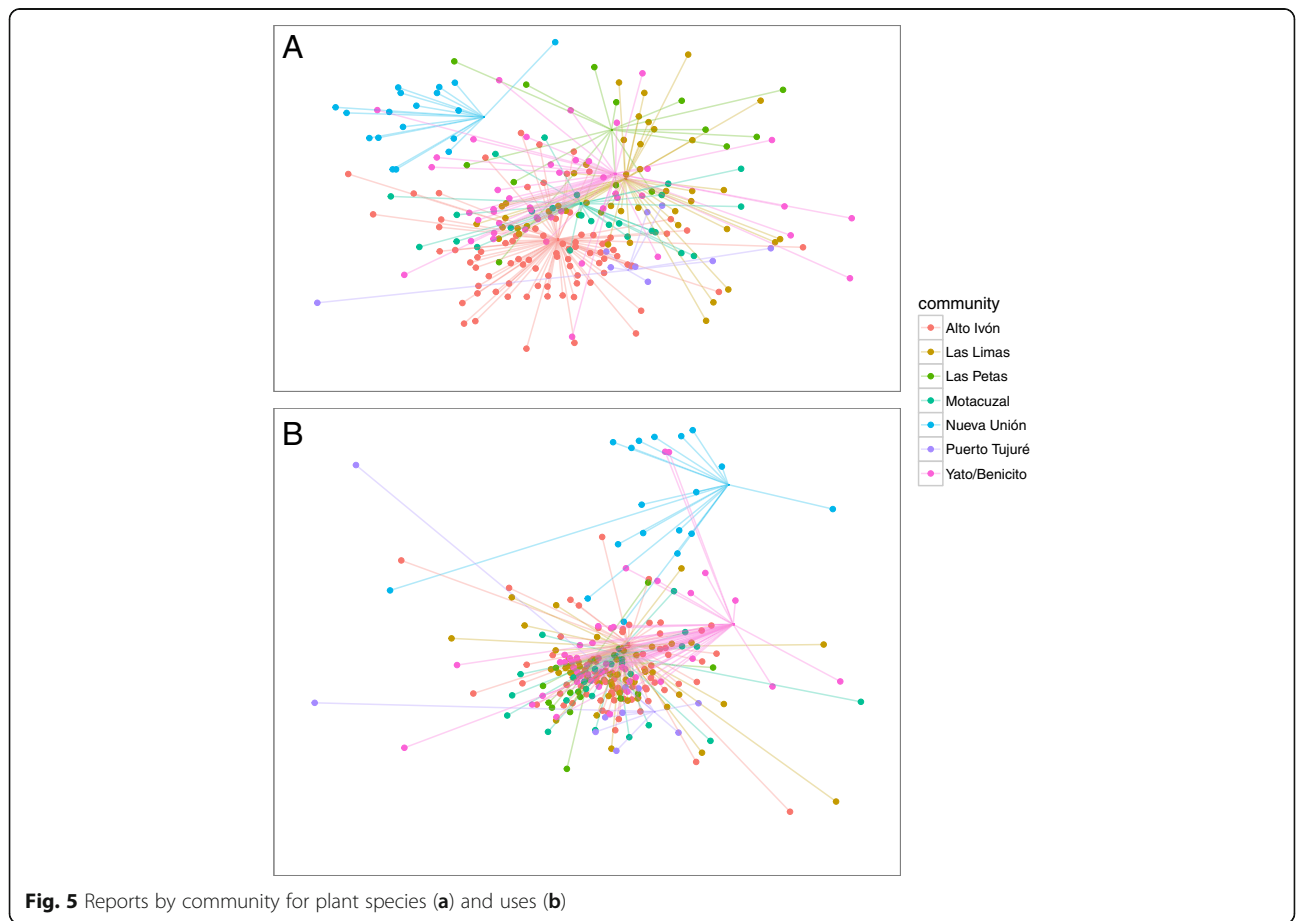 A
B
community
Alto Ivón
Las Limas
Las Petas
Motacuzal
Nueva Unión
Puerto Tujuré
Yato/Benicito
Fig. 5 Reports by community for plant species (a) and uses (b)